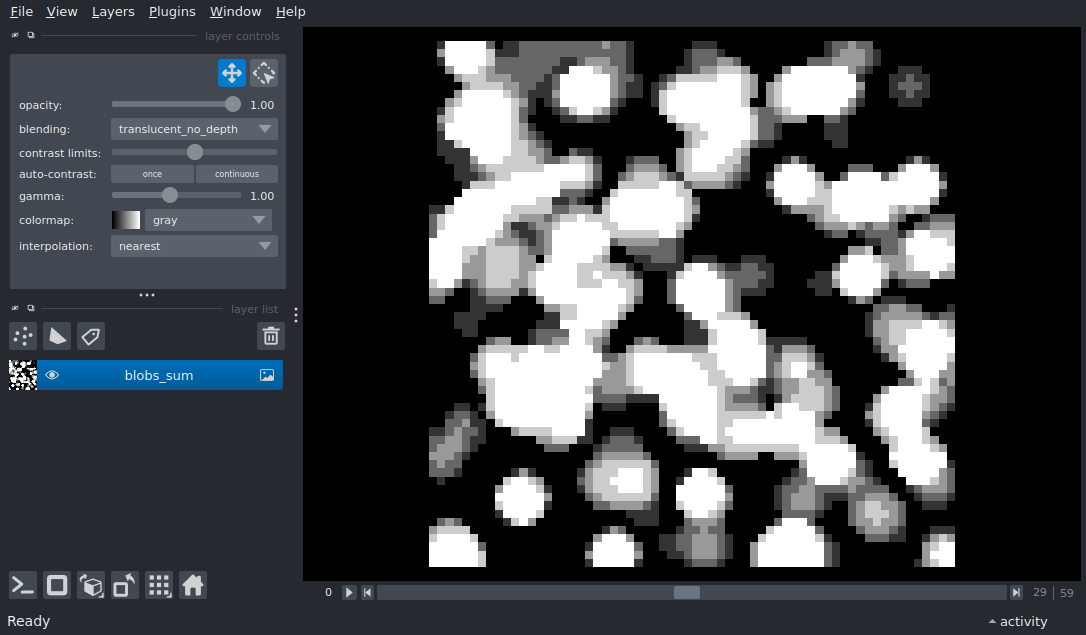 File View Layers Plugins Window Help
layer controls
opacity: 1.00
blending: translucent_no_depth
contrast limits:
auto-contrast: once continuous
gamma: 1.00
colormap: gray
interpolation: nearest
layer list
blobs_sum
0 29 | 59
Ready activity